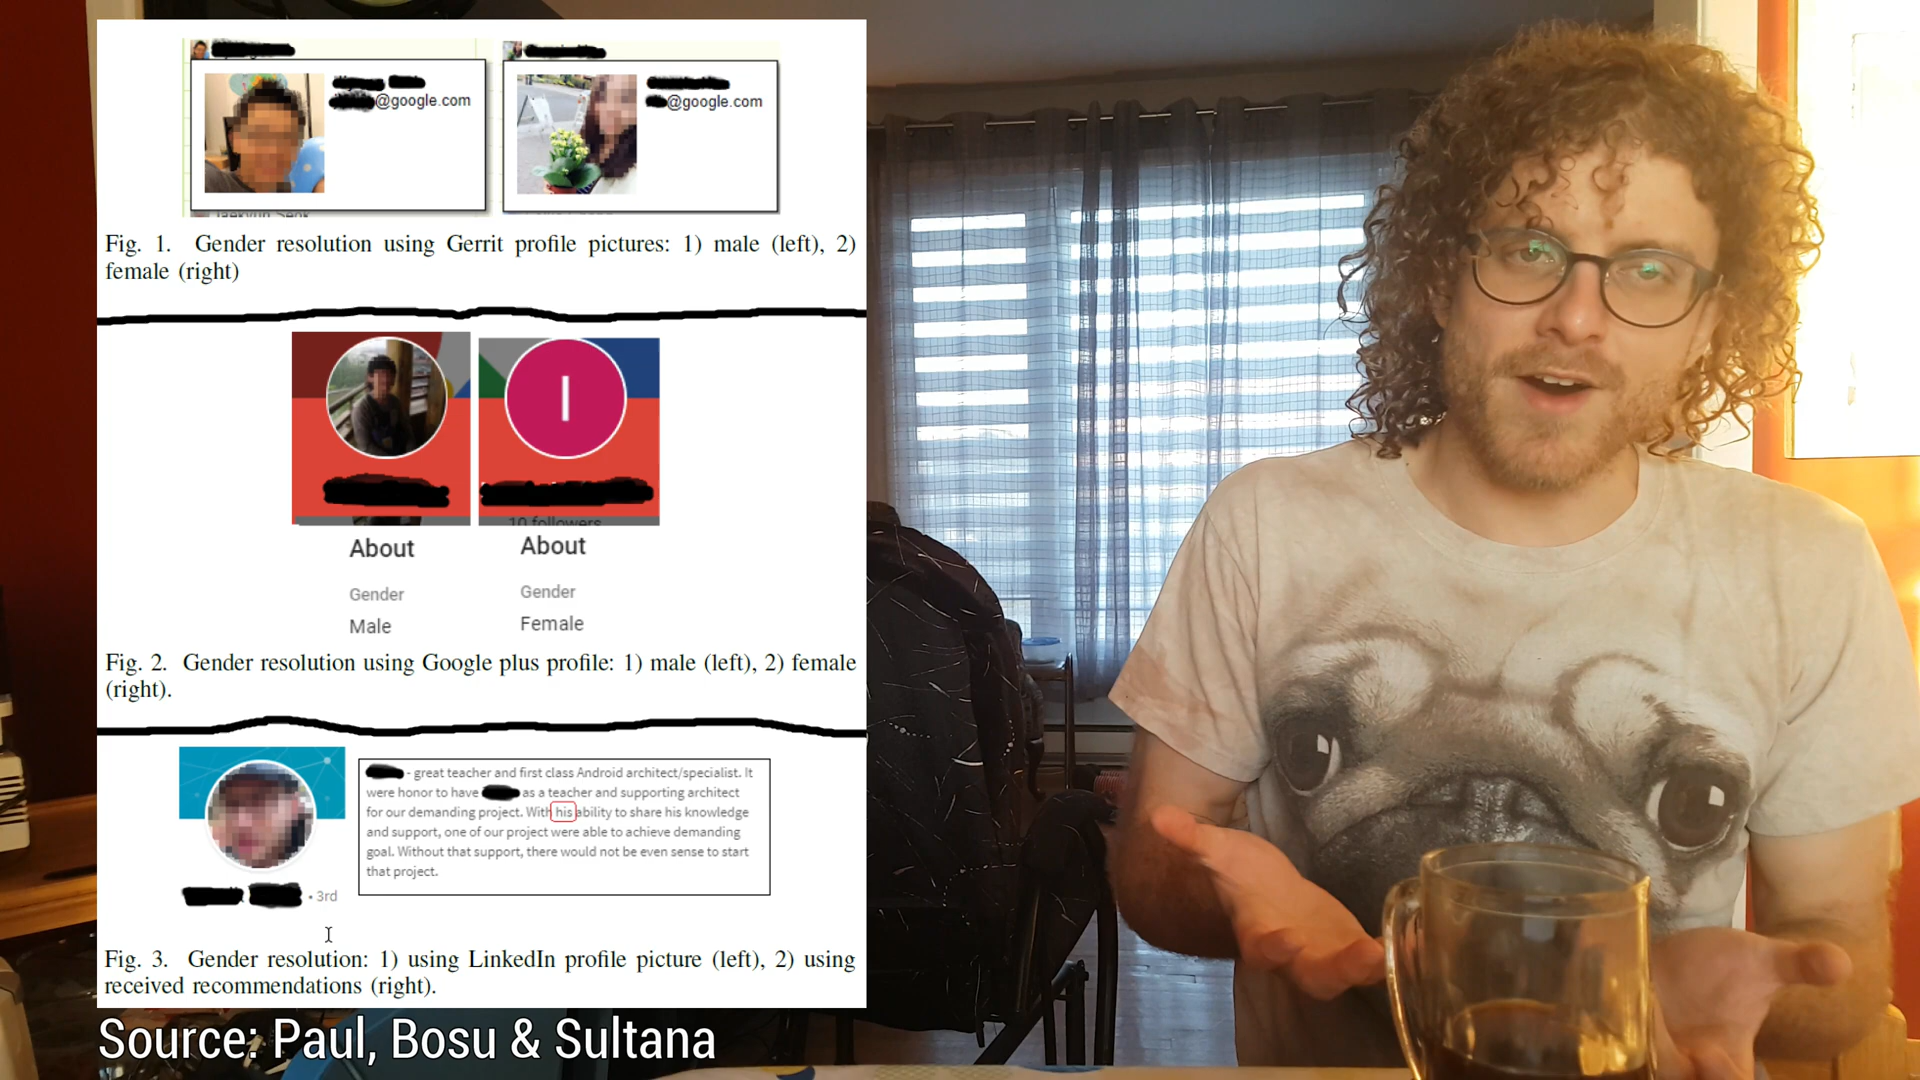 @google.com
@google.com
Fig. 1. Gender resolution using Gerrit profile pictures: 1) male (left), 2)
female (right)
I
10 followers
About
About
Gender
Gender
Male
Female
Fig. 2. Gender resolution using Google plus profile: 1) male (left), 2) female
(right).
- great teacher and first class Android architect/specialist. It
were honor to have as a teacher and supporting architect
for our demanding project. With his ability to share his knowledge
and support, one of our project were able to achieve demanding
goal. Without that support, there would not be even sense to start
that project.
• 3rd
Fig. 3. Gender resolution: 1) using LinkedIn profile picture (left), 2) using
received recommendations (right).
Source: Paul, Bosu & Sultana